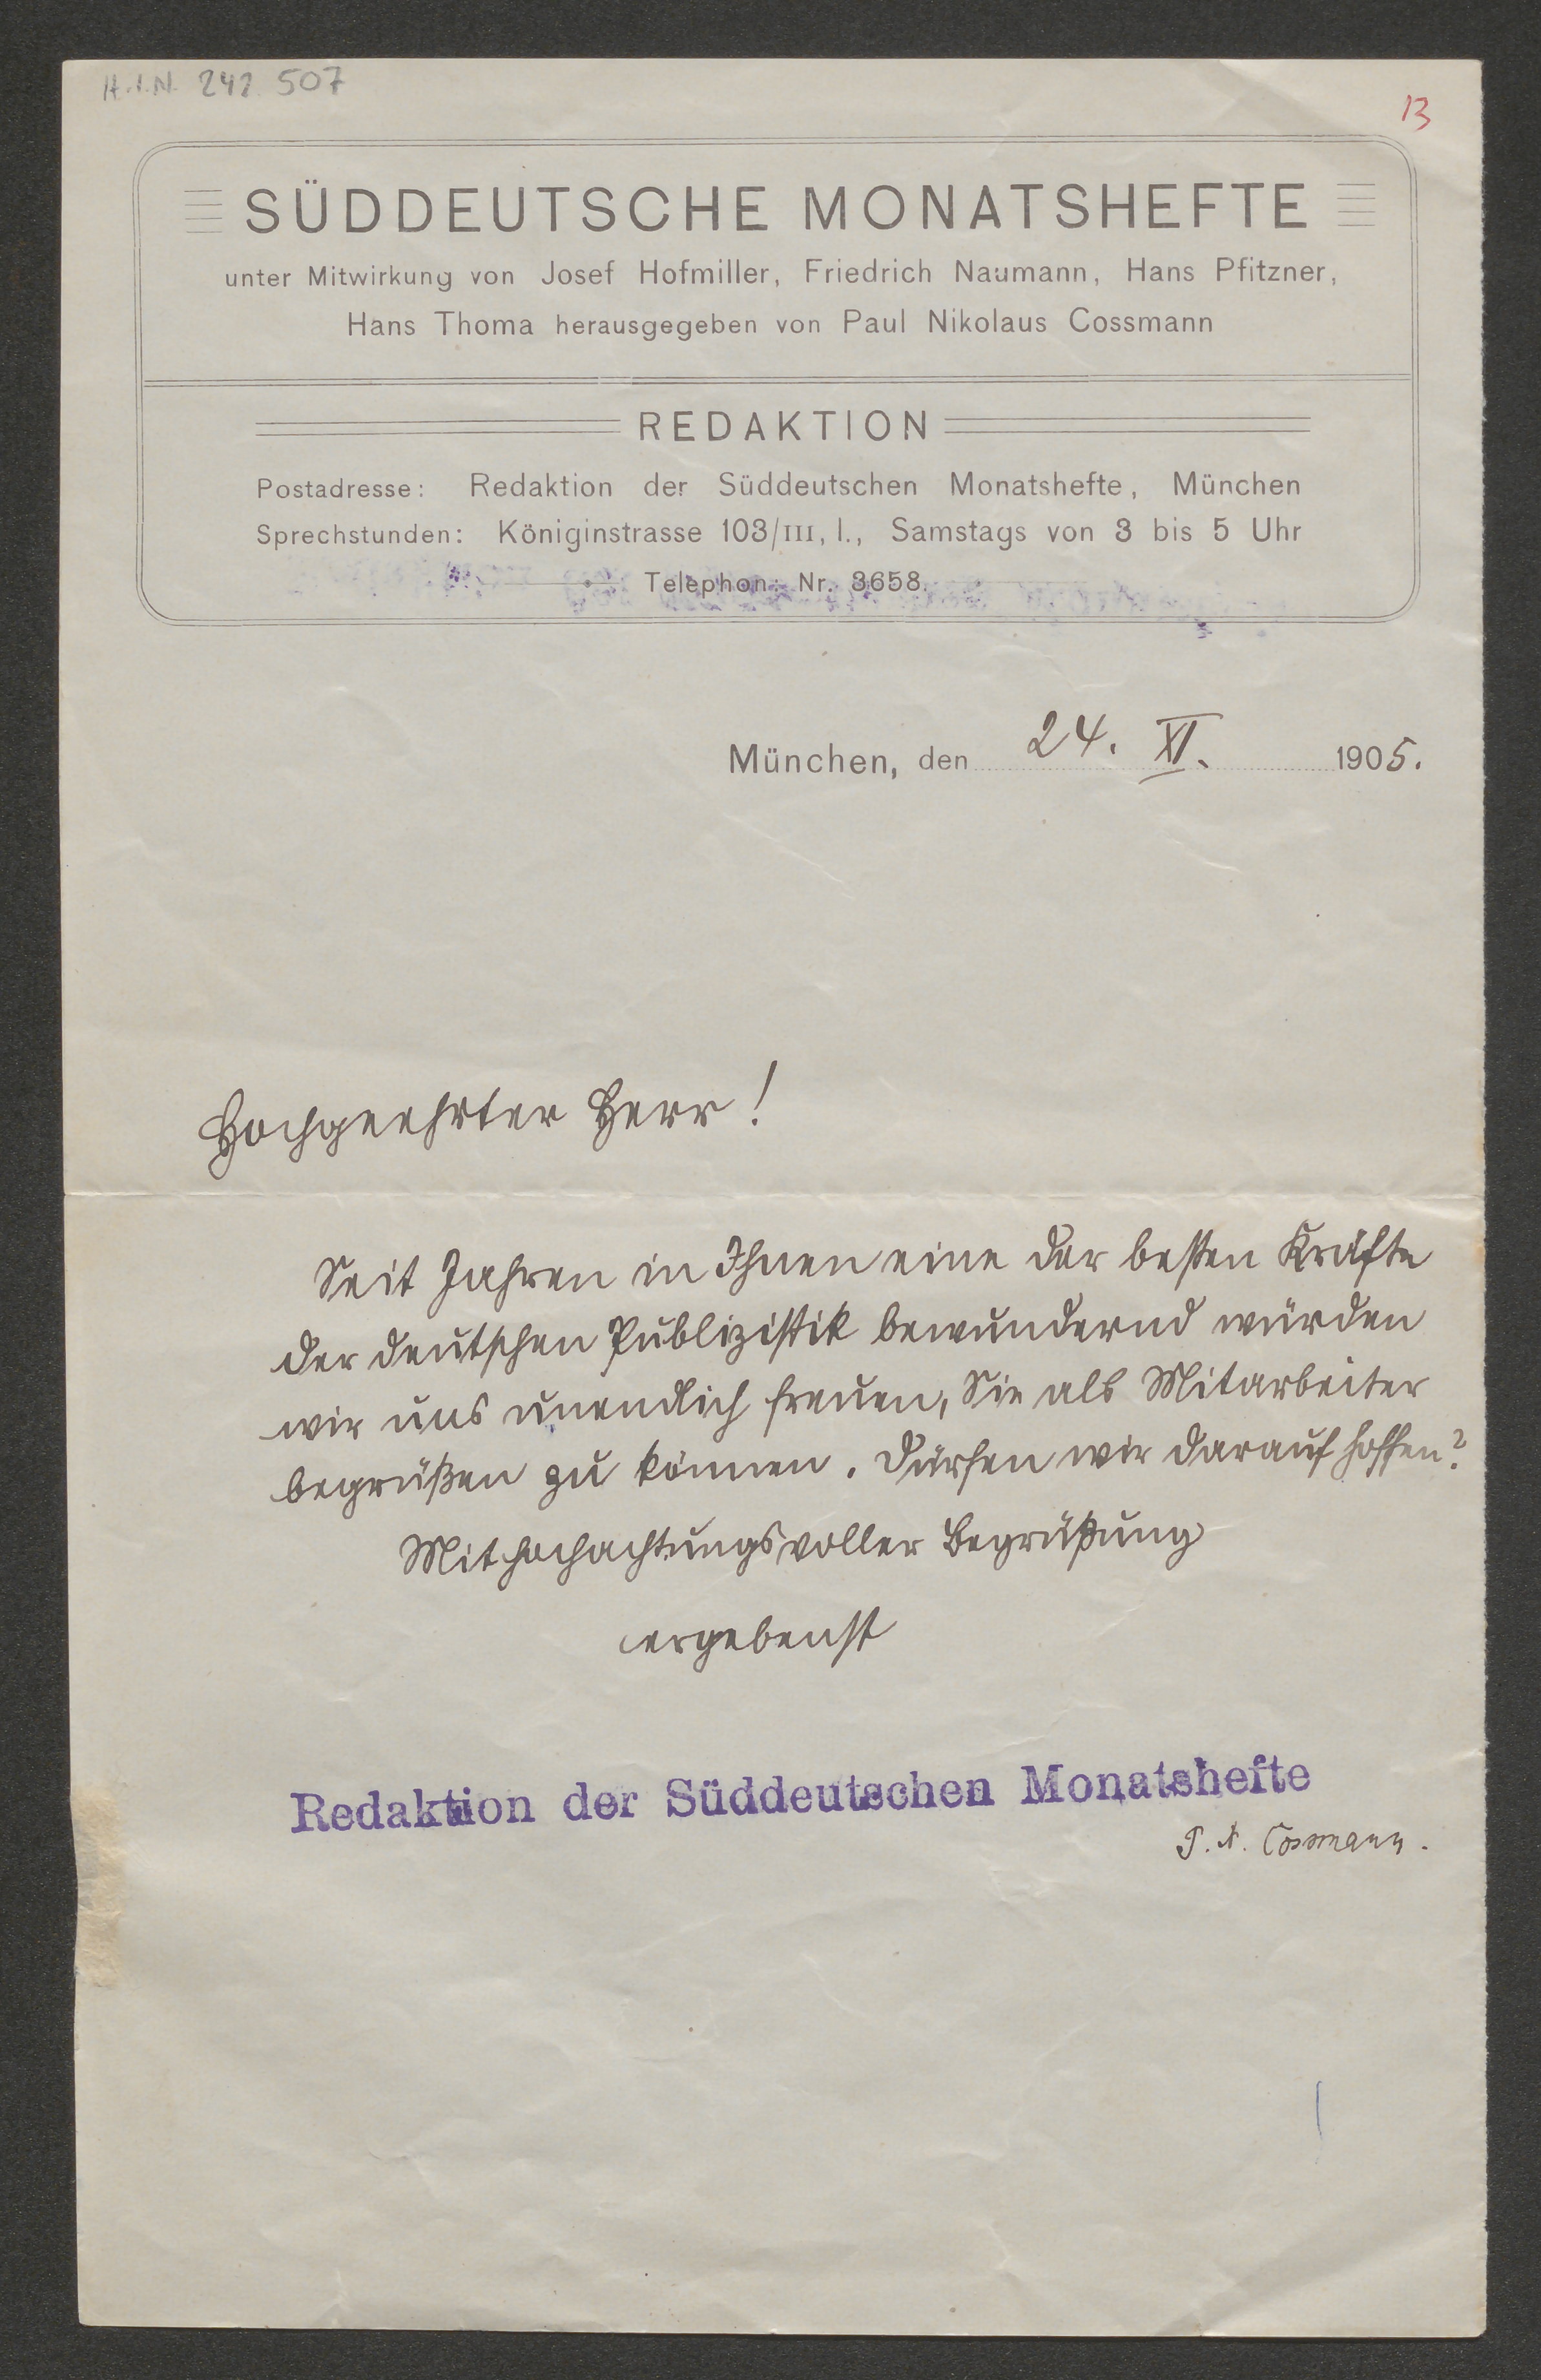 H.I.N. 242 507
13
SÜDDEUTSCHE MONATSHEFTE
unter Mitwirkung von Josef Hofmiller, Friedrich Naumann, Hans Pfitzner,
Hans Thoma herausgegeben von Paul Nikolaus Cossmann
REDAKTION
Postadresse: Redaktion der Süddeutschen Monatshefte, München
Sprechstunden: Königinstrasse 103/III, l., Samstags von 3 bis 5 Uhr
Telephon: Nr. 3658.
München, den 24. XI. 1905.
Hochgeehrter Herr!
Seit Jahren in Ihnen eine der besten Kräfte
der deutschen Publizistik bewundernd würden
wir uns unendlich freuen, Sie als Mitarbeiter
begrüßen zu können. Dürfen wir darauf hoffen?
Mit hochachtungsvoller Begrüßung
ergebenst
Redaktion der Süddeutschen Monatshefte
P. N. Cossmann.